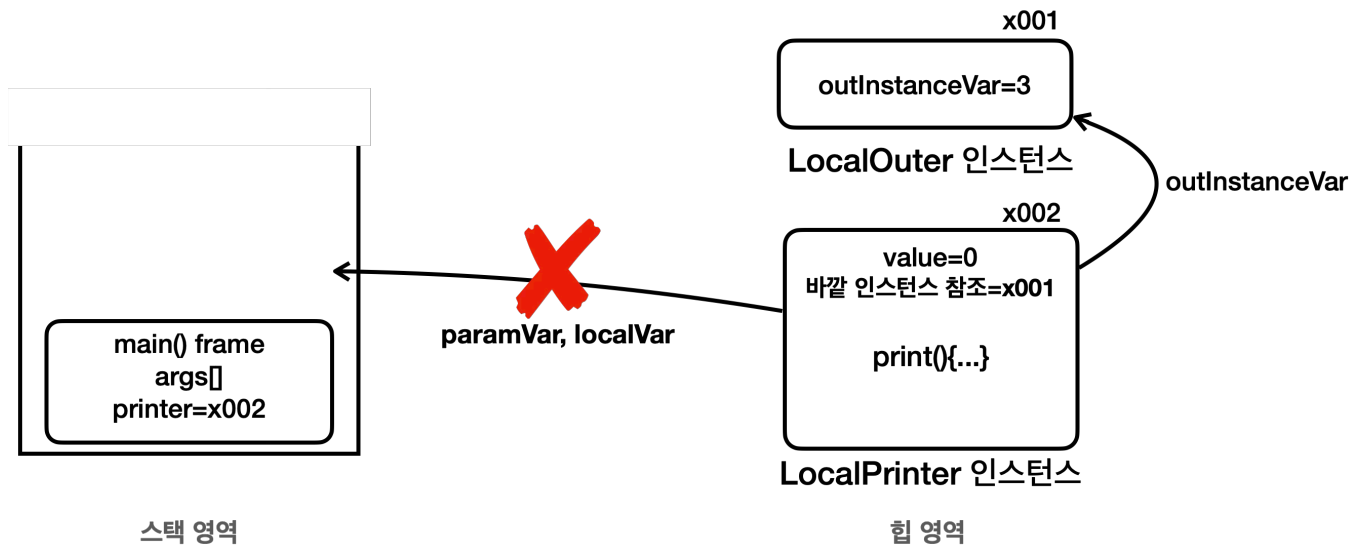 x001
outInstanceVar=3
LocalOuter 인스턴스
outInstanceVar
x002
value=0
바깥 인스턴스 참조=x001
print(){...}
LocalPrinter 인스턴스
paramVar, localVar
main() frame
args[]
printer=x002
스택 영역
힙 영역